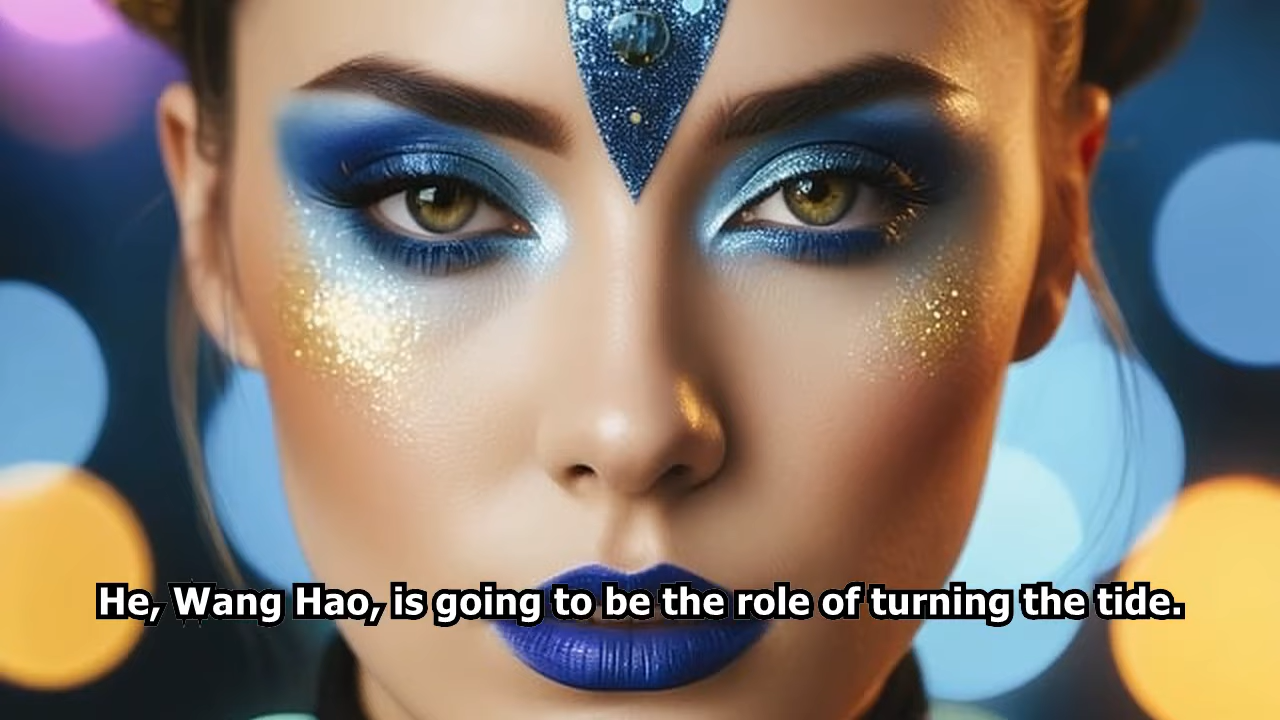 He, Wang Hao, is going to be the role of turning the tide.